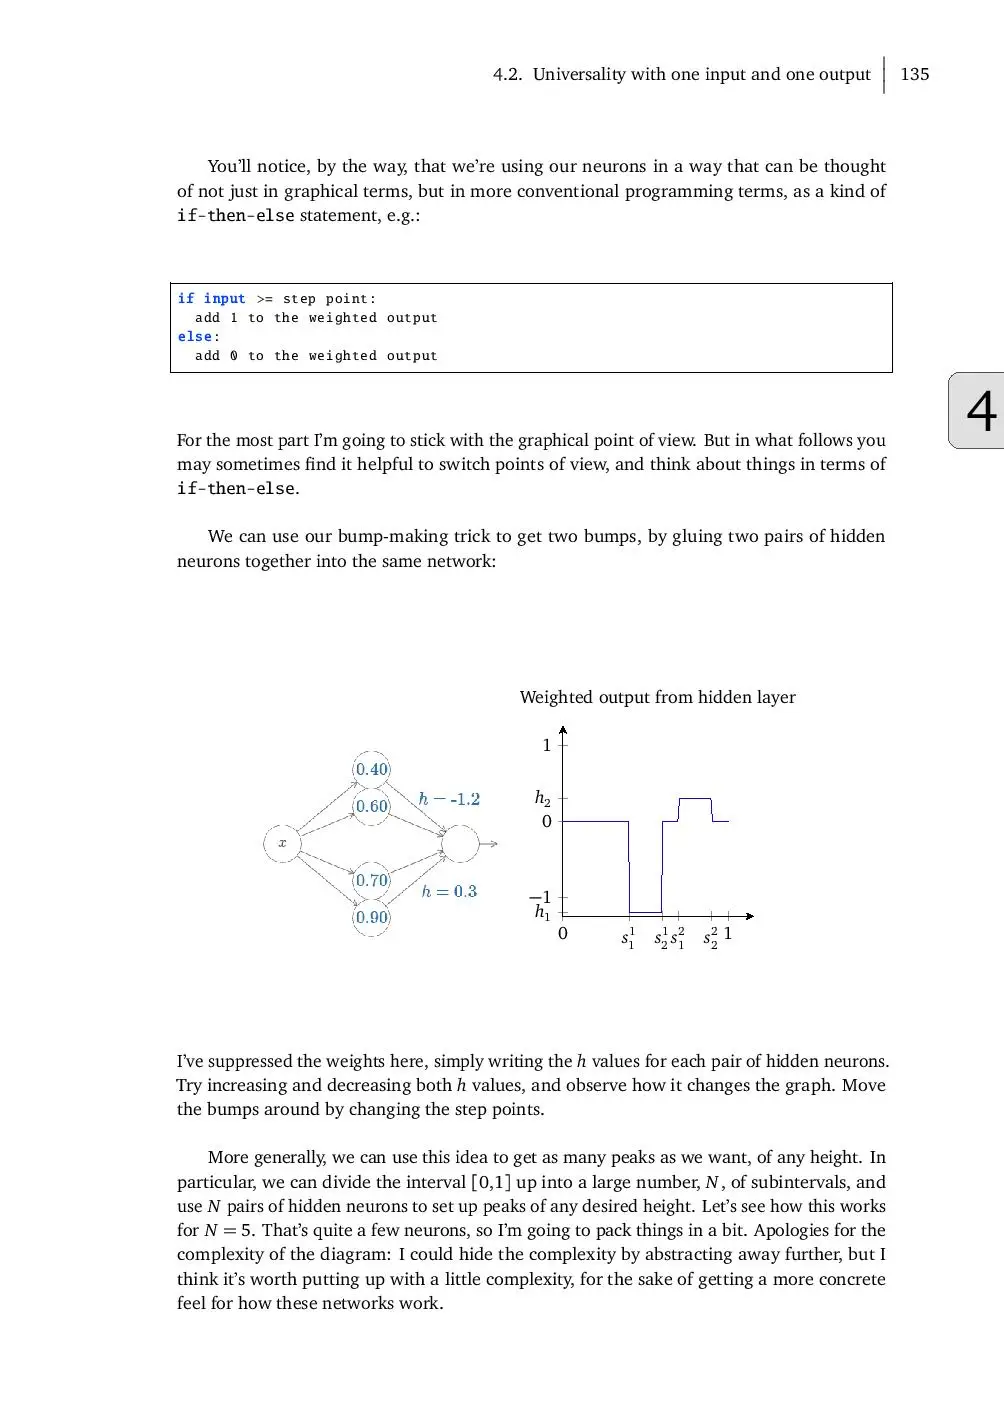 4.2. Universality with one input and one output 135
You'll notice, by the way, that we're using our neurons in a way that can be thought
of not just in graphical terms, but in more conventional programming terms, as a kind of
if-then-else statement, e.g.:
if input >= step point:
add 1 to the weighted output
else:
add 0 to the weighted output
4
For the most part I'm going to stick with the graphical point of view. But in what follows you
may sometimes find it helpful to switch points of view, and think about things in terms of
if-then-else.
We can use our bump-making trick to get two bumps, by gluing two pairs of hidden
neurons together into the same network:
Weighted output from hidden layer
x
0.40
0.60
0.70
0.90
h = -1.2
h = 0.3
1
h₂
0
−1
h₁
0 s₁¹ s₂¹ s₁² s₂² 1
I've suppressed the weights here, simply writing the h values for each pair of hidden neurons.
Try increasing and decreasing both h values, and observe how it changes the graph. Move
the bumps around by changing the step points.
More generally, we can use this idea to get as many peaks as we want, of any height. In
particular, we can divide the interval [0,1] up into a large number, N, of subintervals, and
use N pairs of hidden neurons to set up peaks of any desired height. Let's see how this works
for N = 5. That's quite a few neurons, so I'm going to pack things in a bit. Apologies for the
complexity of the diagram: I could hide the complexity by abstracting away further, but I
think it's worth putting up with a little complexity, for the sake of getting a more concrete
feel for how these networks work.